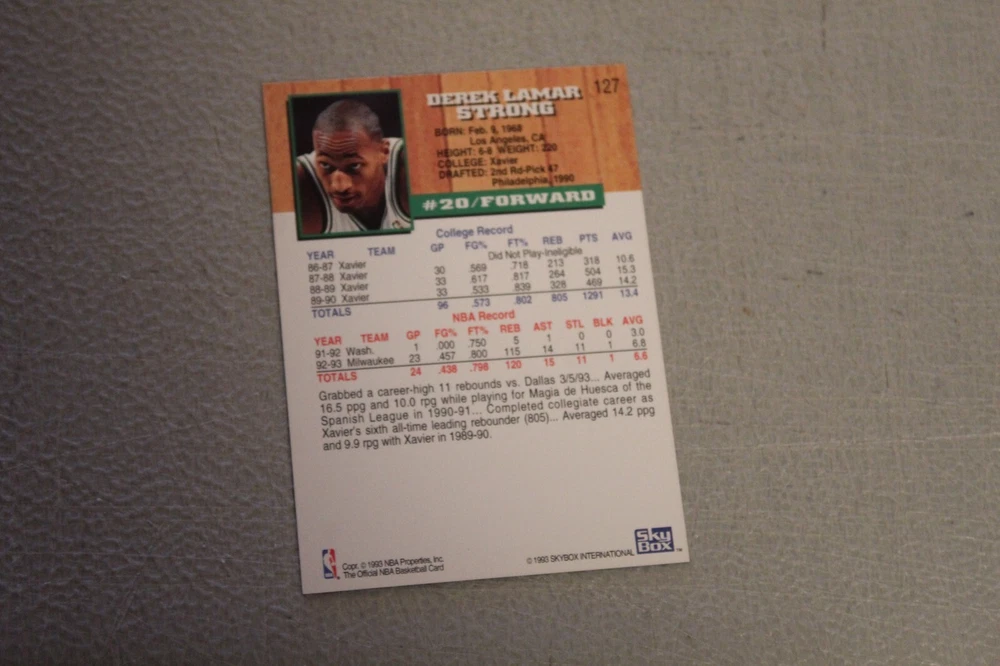 127
DEREK LAMAR
STRONG
BORN: Feb. 9, 1968
Los Angeles, CA
HEIGHT: 6-8 WEIGHT: 220
COLLEGE: Xavier
DRAFTED: 2nd Rd-Pick 47
Philadelphia, 1990
#20/FORWARD
College Record
YEAR TEAM GP FG% FT% REB PTS AVG
86-87 Xavier Did Not Play-Ineligible
87-88 Xavier 30 .569 .718 213 318 10.6
88-89 Xavier 33 .617 .817 264 504 15.3
89-90 Xavier 33 .533 .839 328 469 14.2
TOTALS 96 .573 .802 805 1291 13.4
NBA Record
YEAR TEAM GP FG% FT% REB AST STL BLK AVG
91-92 Wash. 1 .000 .750 5 1 0 0 3.0
92-93 Milwaukee 23 .457 .800 115 14 11 1 6.8
TOTALS 24 .438 .798 120 15 11 1 6.6
Grabbed a career-high 11 rebounds vs. Dallas 3/5/93... Averaged
16.5 ppg and 10.0 rpg while playing for Magia de Huesca of the
Spanish League in 1990-91... Completed collegiate career as
Xavier's sixth all-time leading rebounder (805)... Averaged 14.2 ppg
and 9.9 rpg with Xavier in 1989-90.
Copr. © 1993 NBA Properties, Inc.
The Official NBA Basketball Card
© 1993 SKYBOX INTERNATIONAL
SkyBox™